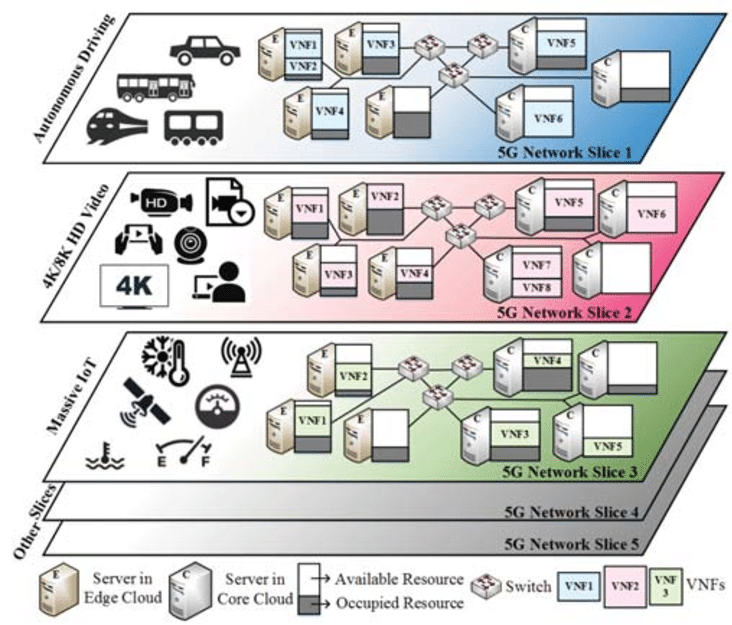 Autonomous Driving
E
VNF1
VNF2
E
VNF3
C
VNF5
E
VNF4
E
C
VNF6
C
5G Network Slice 1
4K/8K HD Video
HD
4K
E
VNF1
E
VNF2
C
VNF5
C
VNF6
E
VNF3
E
VNF4
C
VNF7
VNF8
C
5G Network Slice 2
Massive IoT
E F
E
VNF2
C
VNF4
C
E
VNF1
E
C
VNF3
C
VNF5
5G Network Slice 3
Other Slices
5G Network Slice 4
5G Network Slice 5
E
Server in
Edge Cloud
C
Server in
Core Cloud
Available Resource
Occupied Resource
Switch
VNF1
VNF2
VNF
3
VNFs